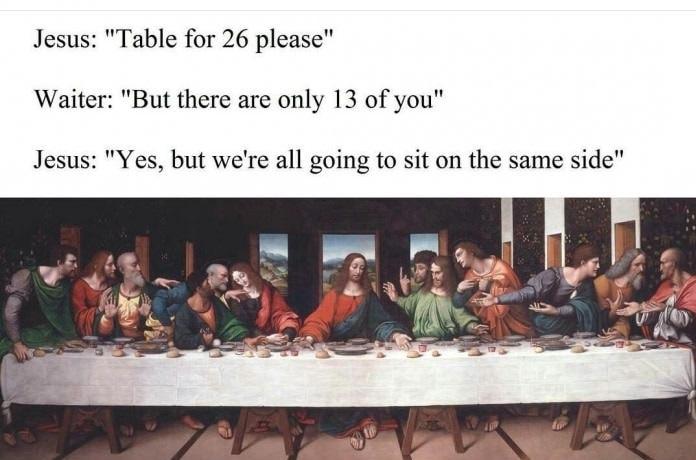 Jesus: "Table for 26 please"
Waiter: "But there are only 13 of you"
Jesus: "Yes, but we're all going to sit on the same side"